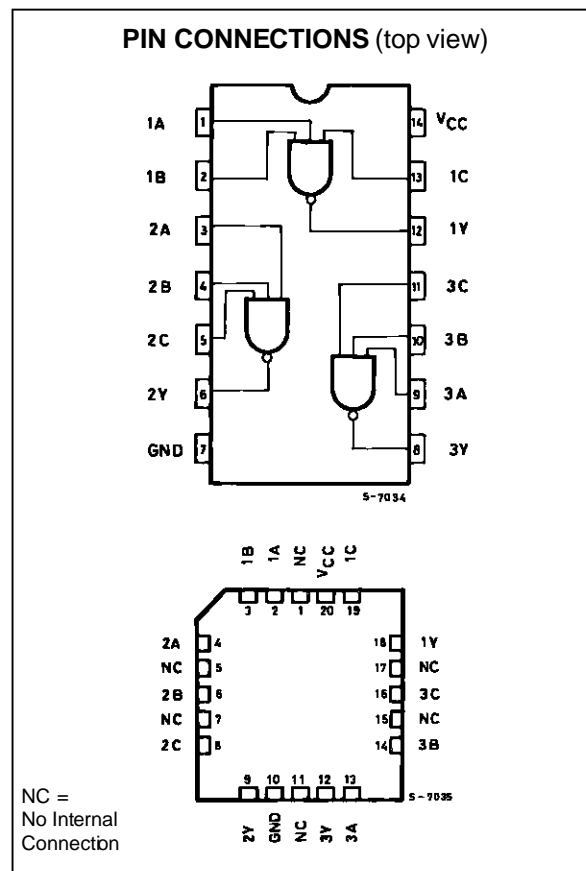 PIN CONNECTIONS (top view)
1A 1 14 VCC
1B 2 13 1C
2A 3 12 1Y
2B 4 11 3C
2C 5 10 3B
2Y 6 9 3A
GND 7 8 3Y
S-7034
1B 1A NC VCC 1C
3 2 1 20 19
2A 4 18 1Y
NC 5 17 NC
2B 6 16 3C
NC 7 15 NC
2C 8 14 3B
9 10 11 12 13
S-7035
2Y GND NC 3Y 3A
NC =
No Internal
Connection